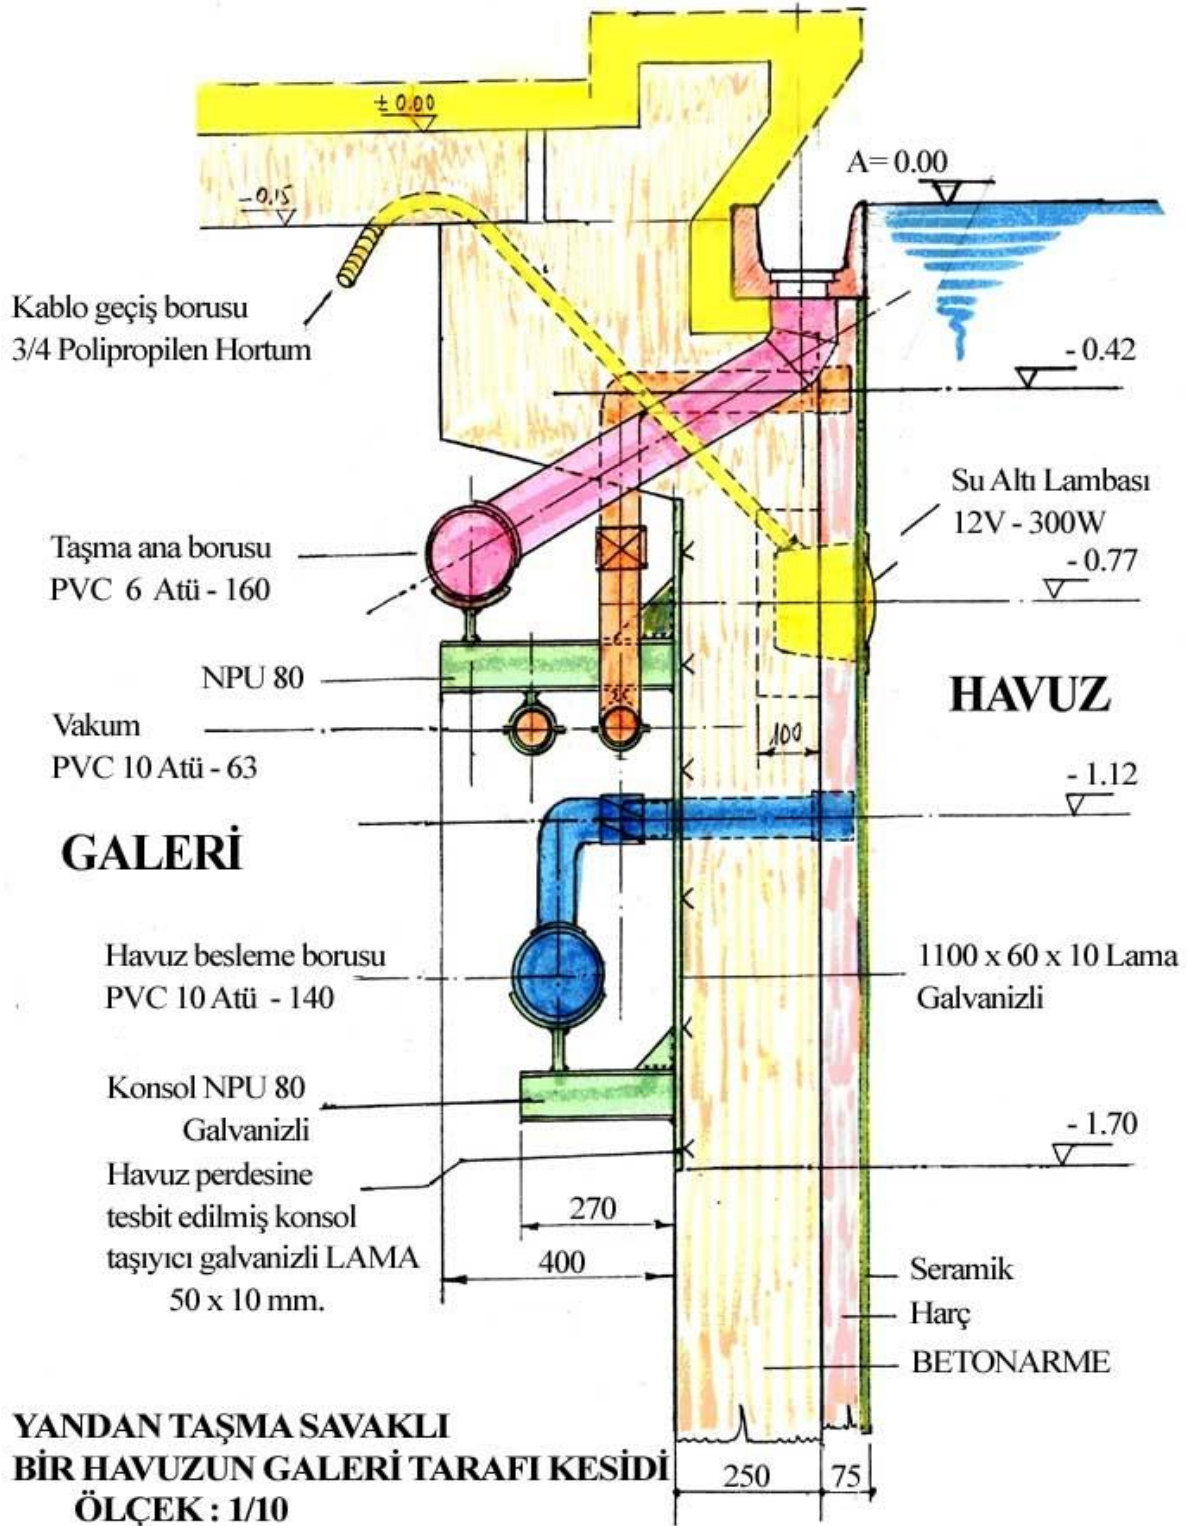 ± 0.00
A= 0.00
-0.15
Kablo geçiş borusu
3/4 Polipropilen Hortum
- 0.42
Su Altı Lambası
12V - 300W
Taşma ana borusu
PVC 6 Atü - 160
- 0.77
NPU 80
HAVUZ
Vakum
PVC 10 Atü - 63
100
- 1.12
GALERİ
Havuz besleme borusu
PVC 10 Atü - 140
1100 x 60 x 10 Lama
Galvanizli
Konsol NPU 80
Galvanizli
- 1.70
Havuz perdesine
tesbit edilmiş konsol
taşıyıcı galvanizli LAMA
50 x 10 mm.
270
400
Seramik
Harç
BETONARME
YANDAN TAŞMA SAVAKLI
BİR HAVUZUN GALERİ TARAFI KESİDİ
ÖLÇEK : 1/10
250
75